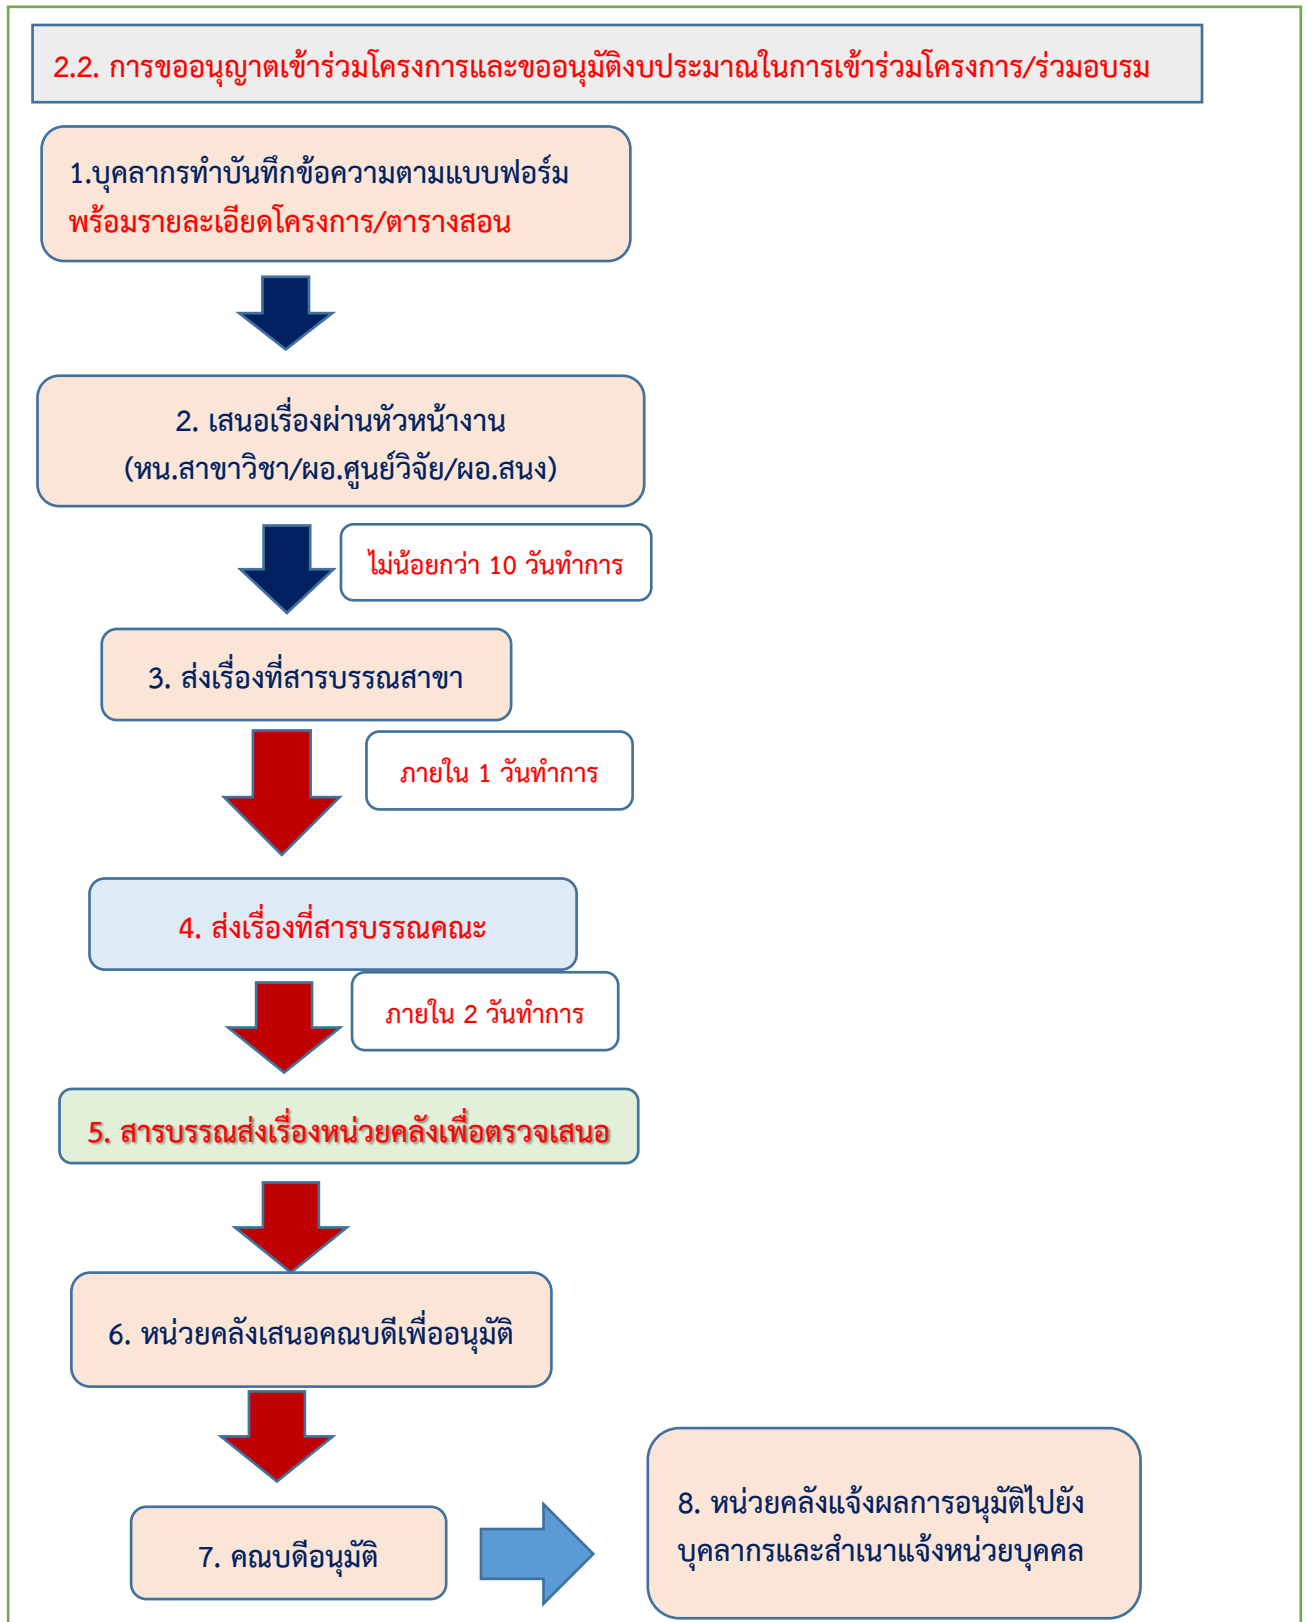 2.2. การขออนุญาตเข้าร่วมโครงการและขออนุมัติงบประมาณในการเข้าร่วมโครงการ/ร่วมอบรม
1.บุคลากรทำบันทึกข้อความตามแบบฟอร์ม
พร้อมรายละเอียดโครงการ/ตารางสอน
2. เสนอเรื่องผ่านหัวหน้างาน
(หน.สาขาวิชา/ผอ.ศูนย์วิจัย/ผอ.สนง)
ไม่น้อยกว่า 10 วันทำการ
3. ส่งเรื่องที่สารบรรณสาขา
ภายใน 1 วันทำการ
4. ส่งเรื่องที่สารบรรณคณะ
ภายใน 2 วันทำการ
5. สารบรรณส่งเรื่องหน่วยคลังเพื่อตรวจเสนอ
6. หน่วยคลังเสนอคณบดีเพื่ออนุมัติ
7. คณบดีอนุมัติ
8. หน่วยคลังแจ้งผลการอนุมัติไปยัง
บุคลากรและสำเนาแจ้งหน่วยบุคคล